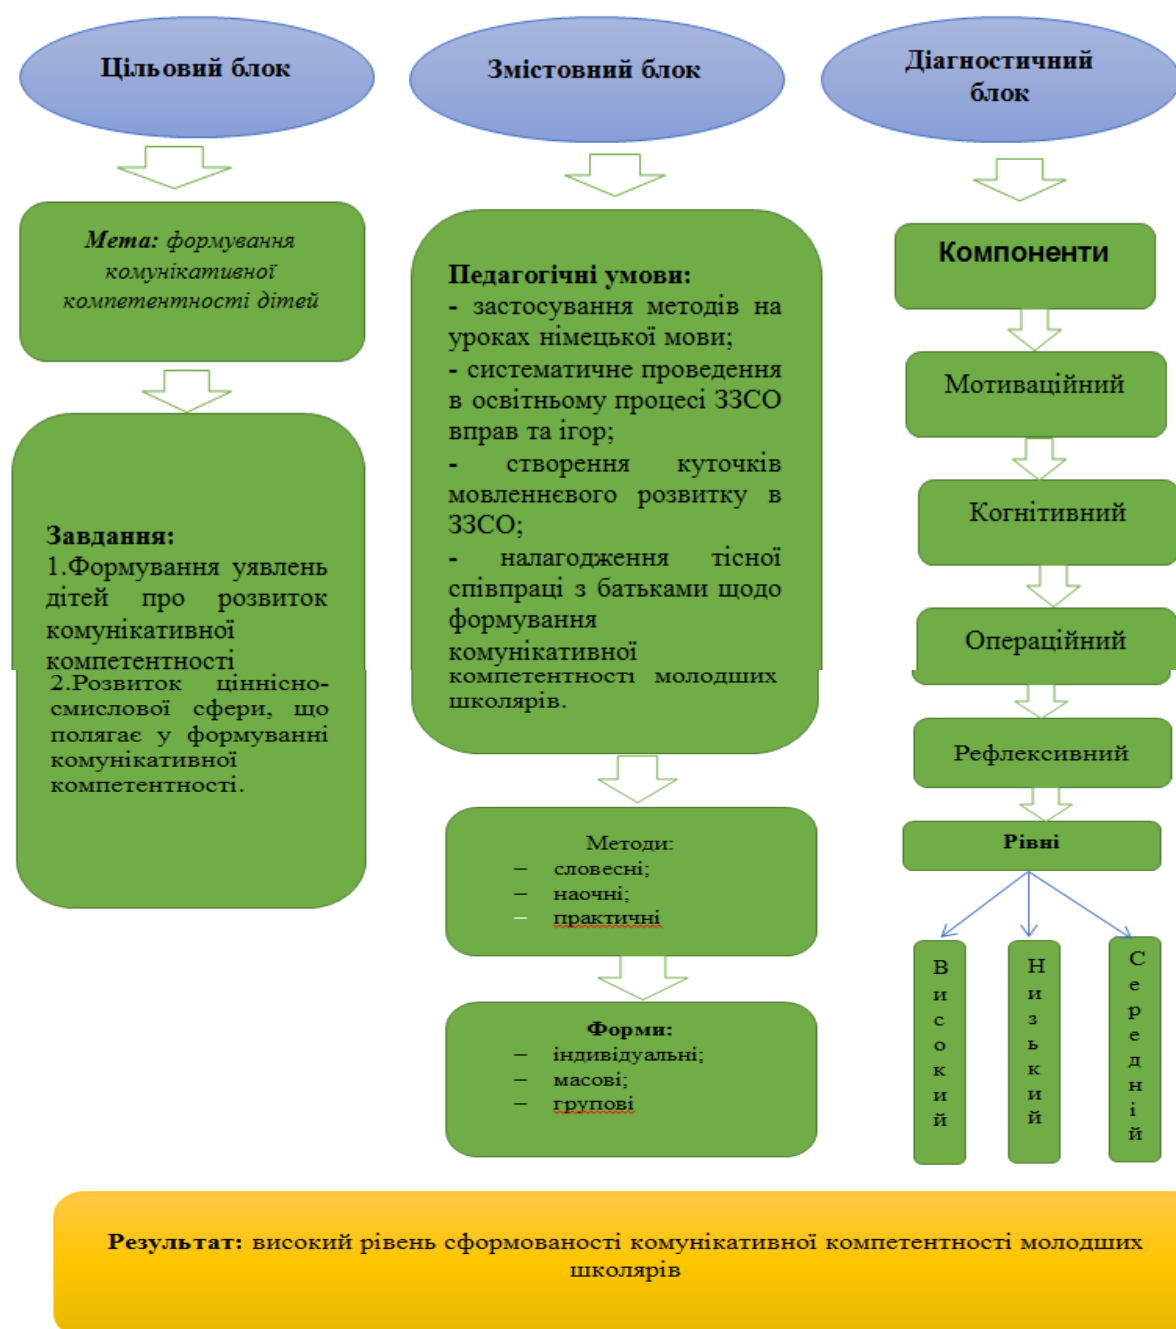 Цільовий блок
Мета: формування
комунікативної
компетентності дітей
Завдання:
1.Формування уявлень
дітей про розвиток
комунікативної
компетентності
2.Розвиток ціннісно-
смислової сфери, що
полягає у формуванні
комунікативної
компетентності.
Змістовний блок
Педагогічні умови:
- застосування методів на
уроках німецької мови;
- систематичне проведення
в освітньому процесі ЗЗСО
вправ та ігор;
- створення куточків
мовленнєвого розвитку в
ЗЗСО;
- налагодження тісної
співпраці з батьками щодо
формування
комунікативної
компетентності молодших
школярів.
Методи:
– словесні;
– наочні;
– практичні
Форми:
– індивідуальні;
– масові;
– групові
Діагностичний
блок
Компоненти
Мотиваційний
Когнітивний
Операційний
Рефлексивний
Рівні
Високий
Низький
Середній
Результат: високий рівень сформованості комунікативної компетентності молодших
школярів